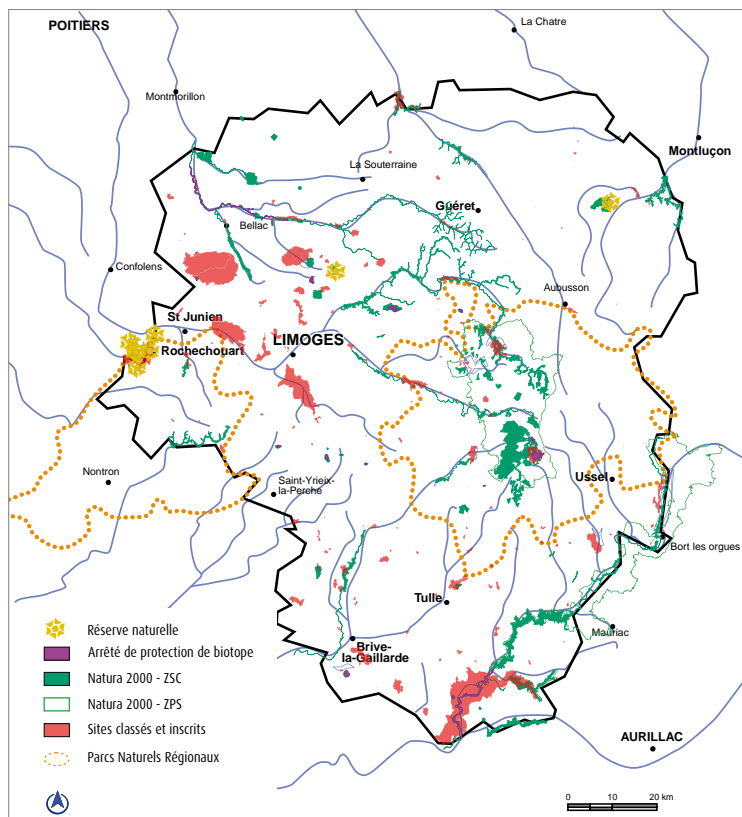 POITIERS
La Chatre
Montmorillon
Montluçon
La Souterraine
Guéret
Bellac
Confolens
Aubusson
St Junien
LIMOGES
Rochechouart
Nontron
Saint-Yrieix-
la-Perche
Ussel
Bort les orgues
Tulle
Mauriac
Brive-
la-Gaillarde
AURILLAC
Réserve naturelle
Arrêté de protection de biotope
Natura 2000 - ZSC
Natura 2000 - ZPS
Sites classés et inscrits
Parcs Naturels Régionaux
0 10 20 km